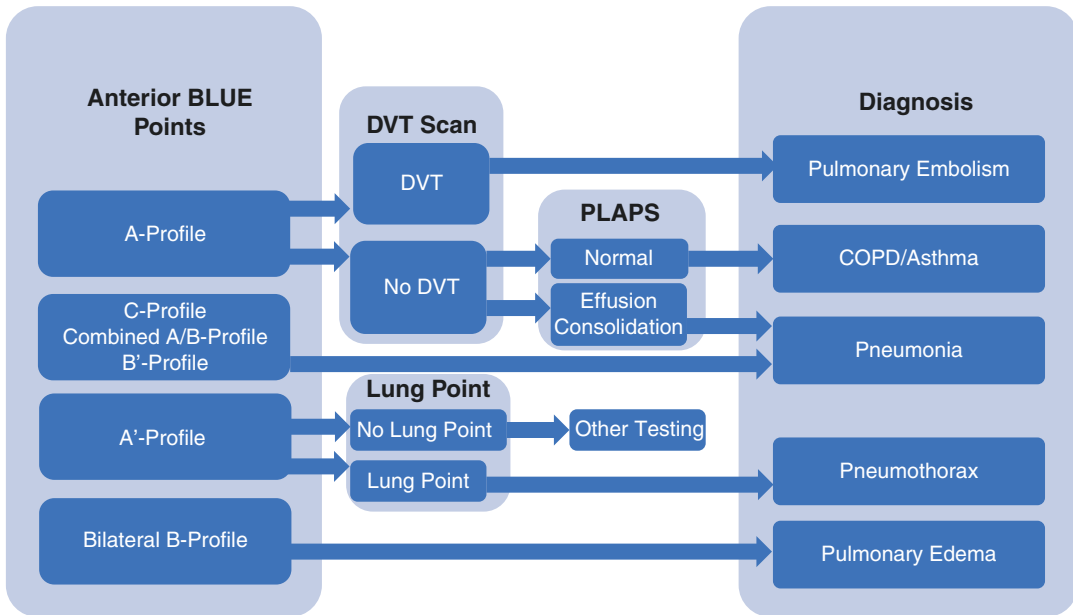 Anterior BLUE
Points
A-Profile
C-Profile
Combined A/B-Profile
B'-Profile
A'-Profile
Bilateral B-Profile
DVT Scan
DVT
No DVT
PLAPS
Normal
Effusion
Consolidation
Lung Point
No Lung Point
Lung Point
Other Testing
Diagnosis
Pulmonary Embolism
COPD/Asthma
Pneumonia
Pneumothorax
Pulmonary Edema